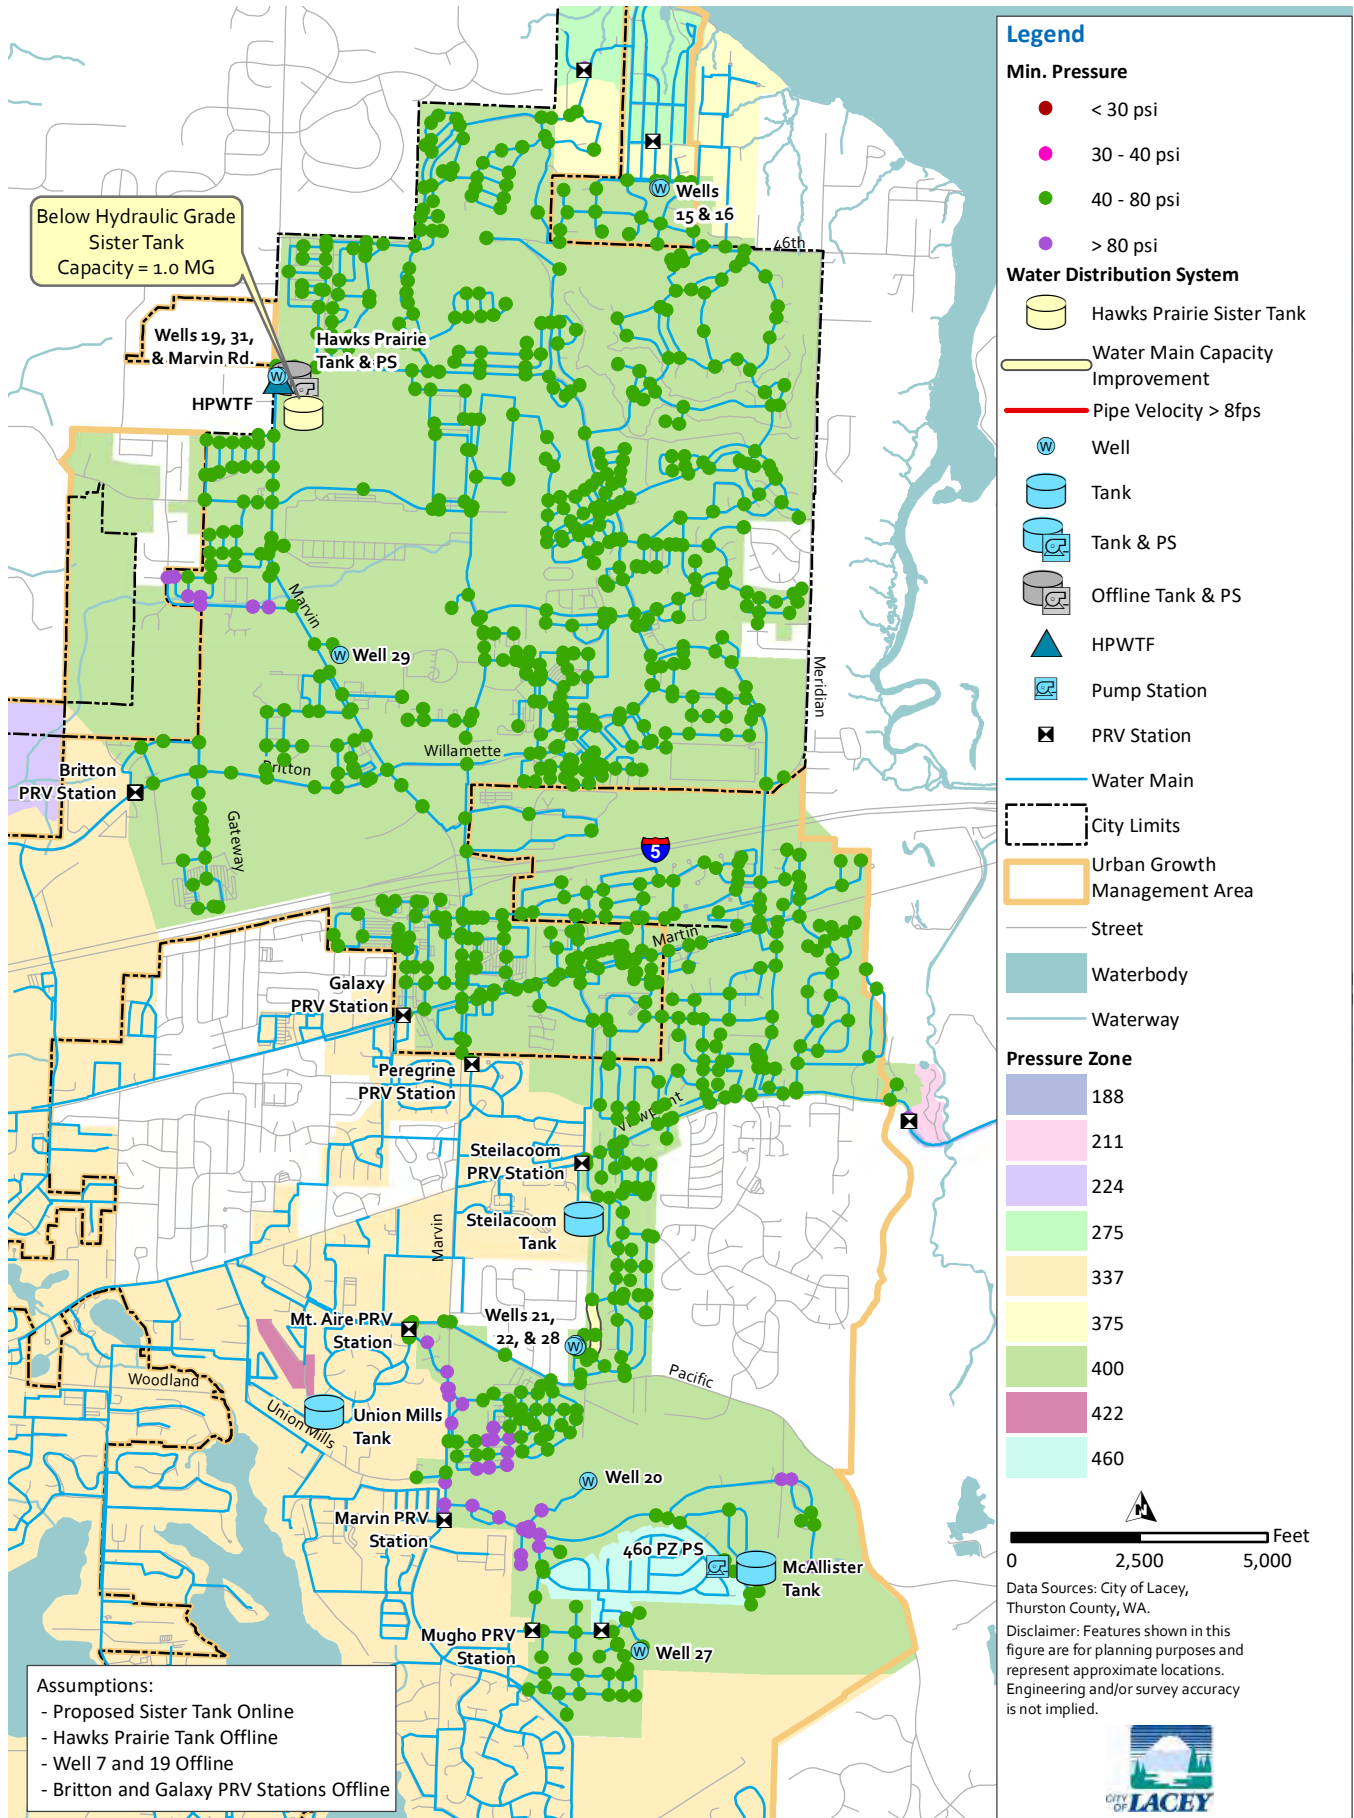 Below Hydraulic Grade
Sister Tank
Capacity = 1.0 MG
Wells
15 & 16
46th
Wells 19, 31,
& Marvin Rd.
Hawks Prairie
Tank & PS
HPWTF
Marvin
Well 29
Meridian
Willamette
Britton
Britton
PRV Station
Gateway
5
Martin
Galaxy
PRV Station
Peregrine
PRV Station
Viewpoint
Steilacoom
PRV Station
Steilacoom
Tank
Marvin
Wells 21,
22, & 28
Mt. Aire PRV
Station
Pacific
Woodland
Union Mills
Union Mills
Tank
Well 20
Marvin PRV
Station
460 PZ PS
McAllister
Tank
Mugho PRV
Station
Well 27
Assumptions:
- Proposed Sister Tank Online
- Hawks Prairie Tank Offline
- Well 7 and 19 Offline
- Britton and Galaxy PRV Stations Offline
Legend
Min. Pressure
< 30 psi
30 - 40 psi
40 - 80 psi
> 80 psi
Water Distribution System
Hawks Prairie Sister Tank
Water Main Capacity
Improvement
Pipe Velocity > 8fps
W Well
Tank
Tank & PS
Offline Tank & PS
HPWTF
Pump Station
PRV Station
Water Main
City Limits
Urban Growth
Management Area
Street
Waterbody
Waterway
Pressure Zone
188
211
224
275
337
375
400
422
460
N
Feet
0 2,500 5,000
Data Sources: City of Lacey,
Thurston County, WA.
Disclaimer: Features shown in this
figure are for planning purposes and
represent approximate locations.
Engineering and/or survey accuracy
is not implied.
CITY OF LACEY